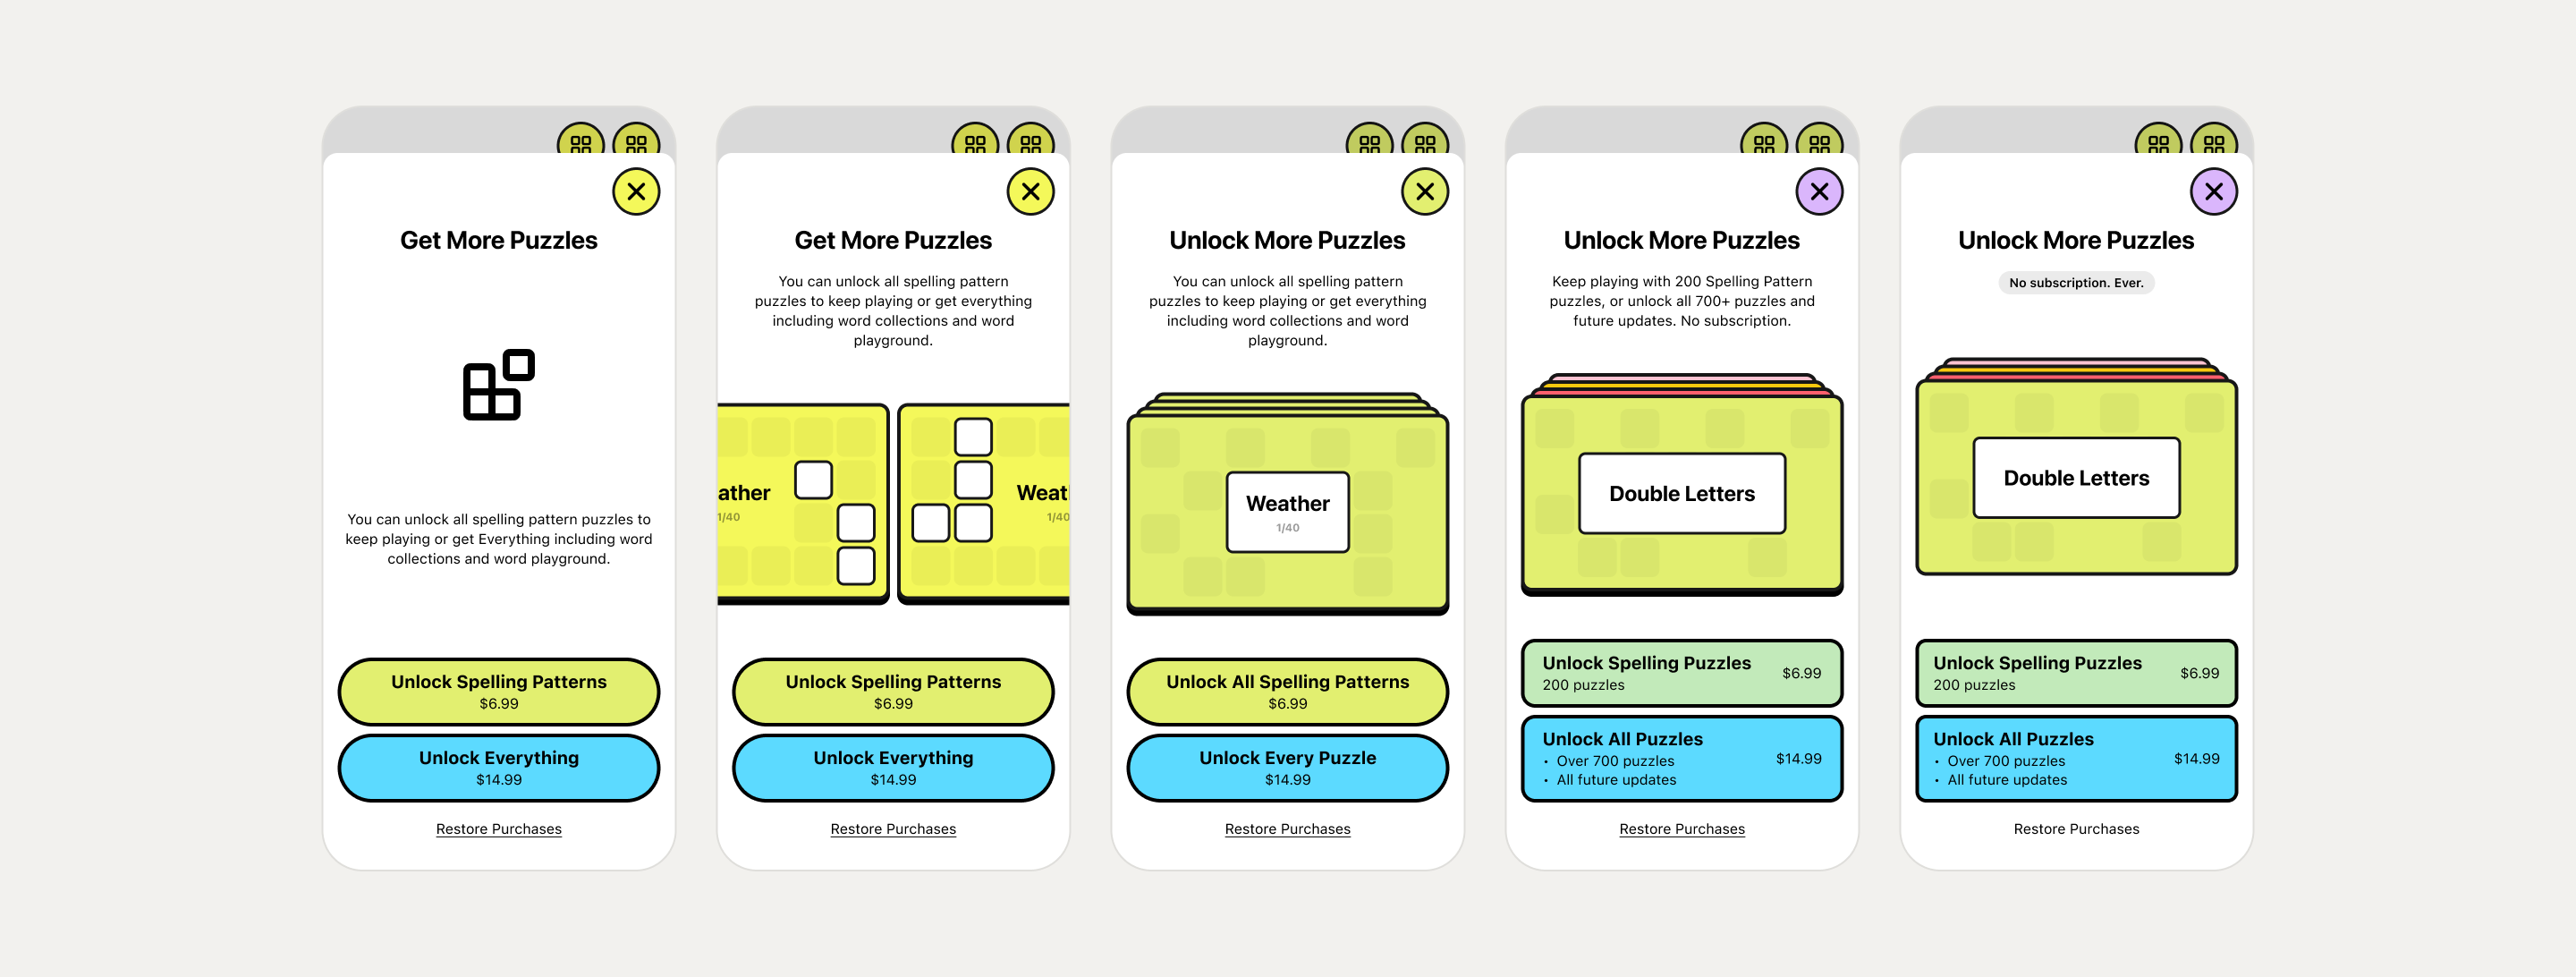 Get More Puzzles
You can unlock all spelling pattern puzzles to
keep playing or get Everything including word
collections and word playground.
Unlock Spelling Patterns
$6.99
Unlock Everything
$14.99
Restore Purchases
Get More Puzzles
You can unlock all spelling pattern
puzzles to keep playing or get everything
including word collections and word
playground.
ather
1/40
Weat
1/40
Unlock Spelling Patterns
$6.99
Unlock Everything
$14.99
Restore Purchases
Unlock More Puzzles
You can unlock all spelling pattern
puzzles to keep playing or get everything
including word collections and word
playground.
Weather
1/40
Unlock All Spelling Patterns
$6.99
Unlock Every Puzzle
$14.99
Restore Purchases
Unlock More Puzzles
Keep playing with 200 Spelling Pattern
puzzles, or unlock all 700+ puzzles and
future updates. No subscription.
Double Letters
Unlock Spelling Puzzles
200 puzzles
$6.99
Unlock All Puzzles
• Over 700 puzzles
• All future updates
$14.99
Restore Purchases
Unlock More Puzzles
No subscription. Ever.
Double Letters
Unlock Spelling Puzzles
200 puzzles
$6.99
Unlock All Puzzles
• Over 700 puzzles
• All future updates
$14.99
Restore Purchases